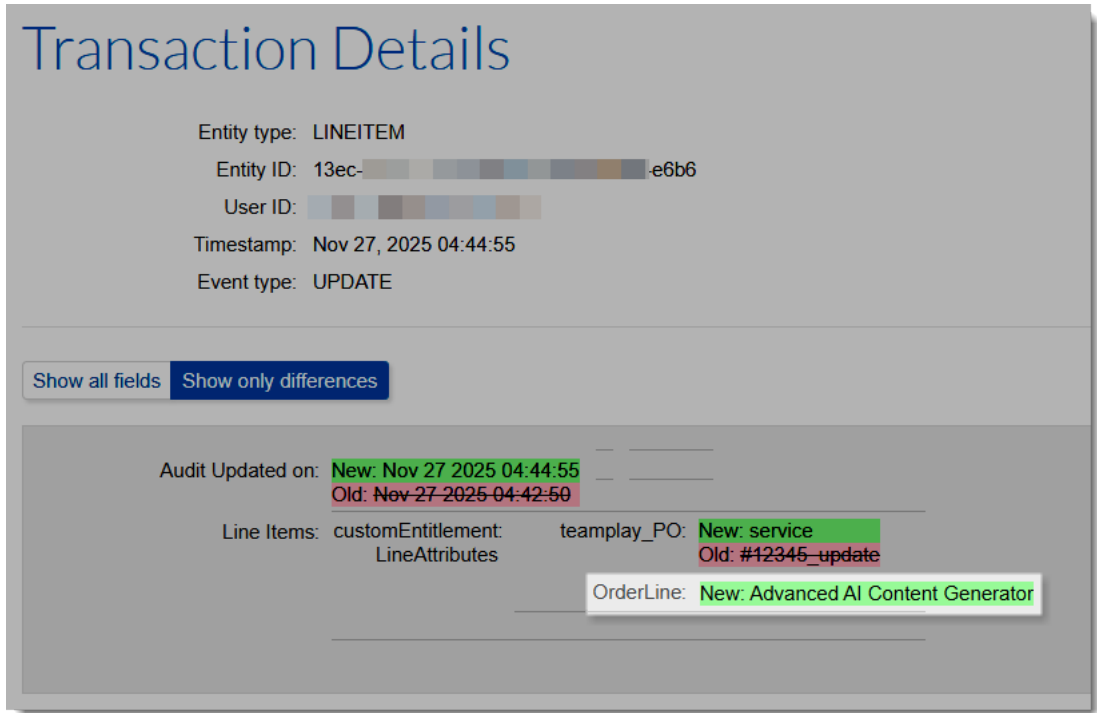 Transaction Details
Entity type: LINEITEM
Entity ID: 13ec- -e6b6
User ID:
Timestamp: Nov 27, 2025 04:44:55
Event type: UPDATE
Show all fields Show only differences
Audit Updated on: New: Nov 27 2025 04:44:55
Old: Nov 27 2025 04:42:50
Line Items: customEntitlement: teamplay_PO: New: service
LineAttributes Old: #12345_update
OrderLine: New: Advanced AI Content Generator